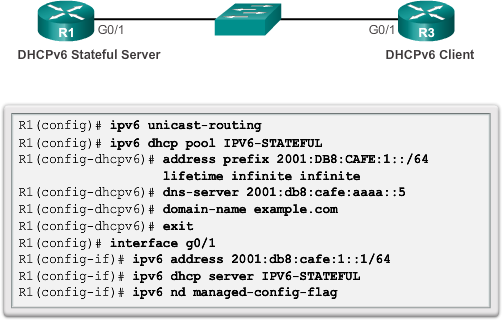 R1
G0/1
G0/1
R3
DHCPv6 Stateful Server
DHCPv6 Client
R1(config)# ipv6 unicast-routing
R1(config)# ipv6 dhcp pool IPV6-STATEFUL
R1(config-dhcpv6)# address prefix 2001:DB8:CAFE:1::/64
lifetime infinite infinite
R1(config-dhcpv6)# dns-server 2001:db8:cafe:aaaa::5
R1(config-dhcpv6)# domain-name example.com
R1(config-dhcpv6)# exit
R1(config)# interface g0/1
R1(config-if)# ipv6 address 2001:db8:cafe:1::1/64
R1(config-if)# ipv6 dhcp server IPV6-STATEFUL
R1(config-if)# ipv6 nd managed-config-flag